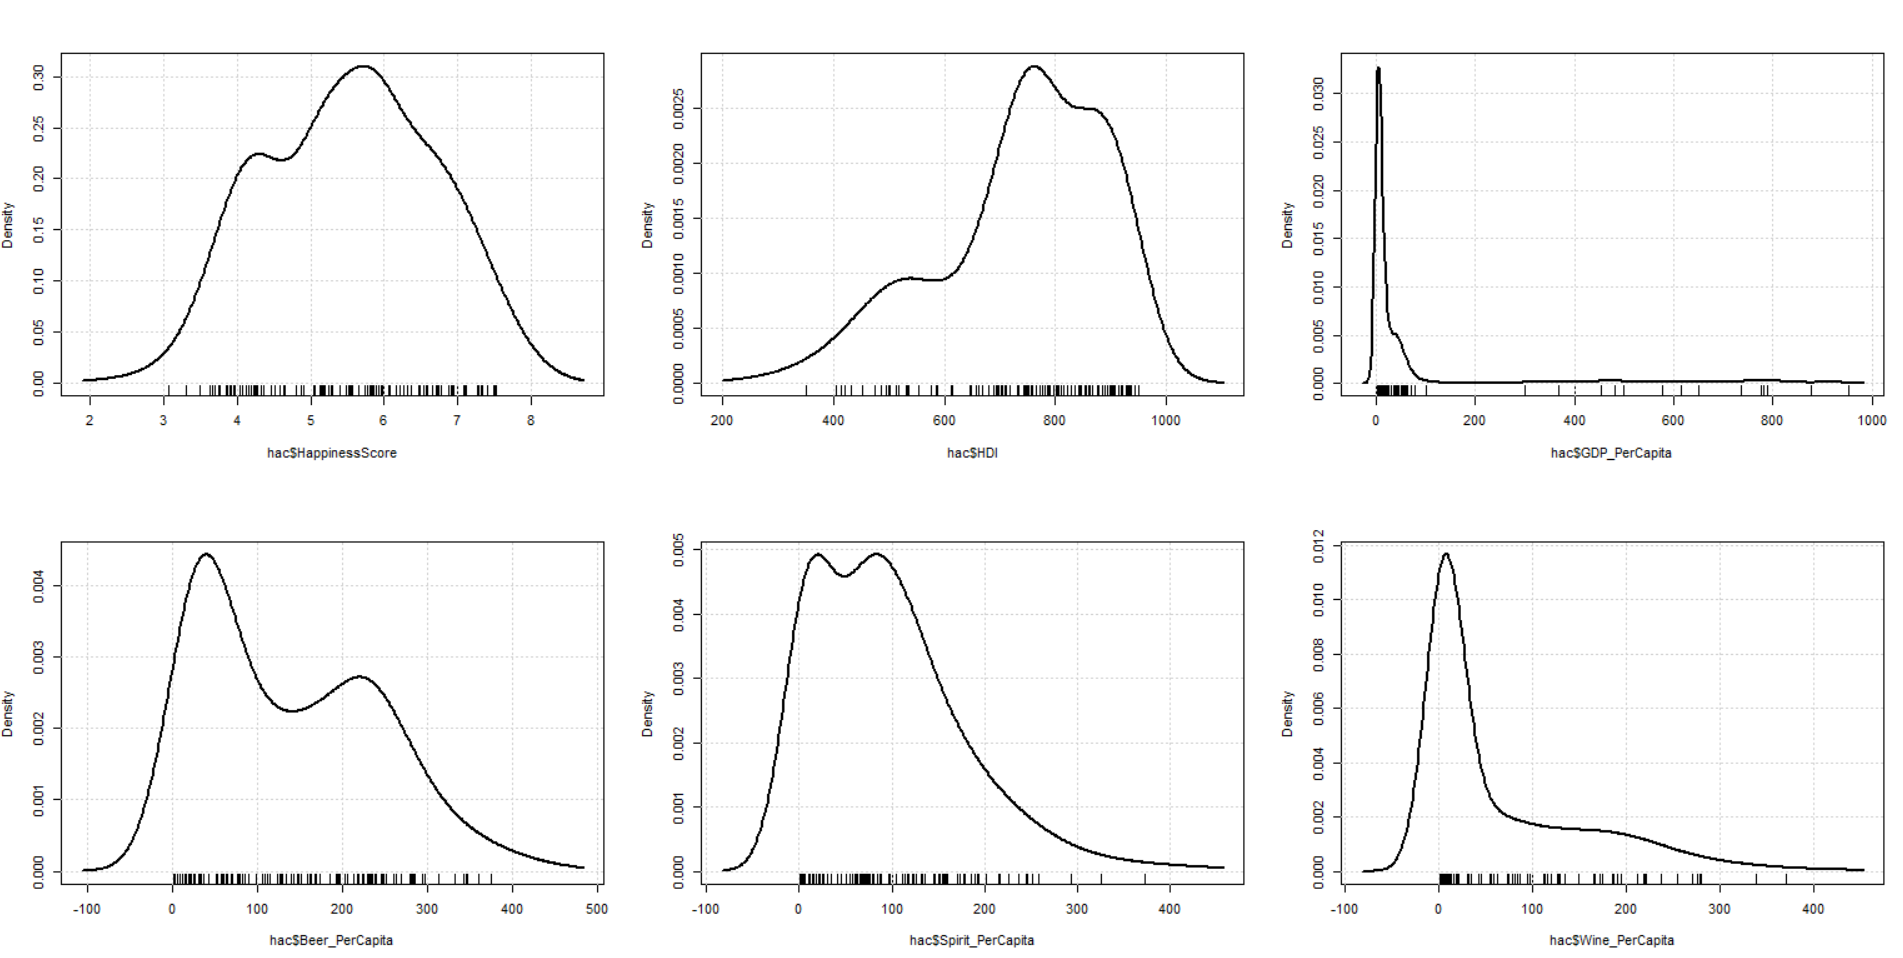 Density
0.00 0.05 0.10 0.15 0.20 0.25 0.30
2 3 4 5 6 7 8
hac$HappinessScore
Density
0.0000 0.0005 0.0010 0.0015 0.0020 0.0025
200 400 600 800 1000
hac$HDI
Density
0.000 0.005 0.010 0.015 0.020 0.025 0.030
0 200 400 600 800 1000
hac$GDP_PerCapita
Density
0.000 0.001 0.002 0.003 0.004
-100 0 100 200 300 400 500
hac$Beer_PerCapita
Density
0.000 0.001 0.002 0.003 0.004 0.005
-100 0 100 200 300 400
hac$Spirit_PerCapita
Density
0.000 0.002 0.004 0.006 0.008 0.010 0.012
-100 0 100 200 300 400
hac$Wine_PerCapita